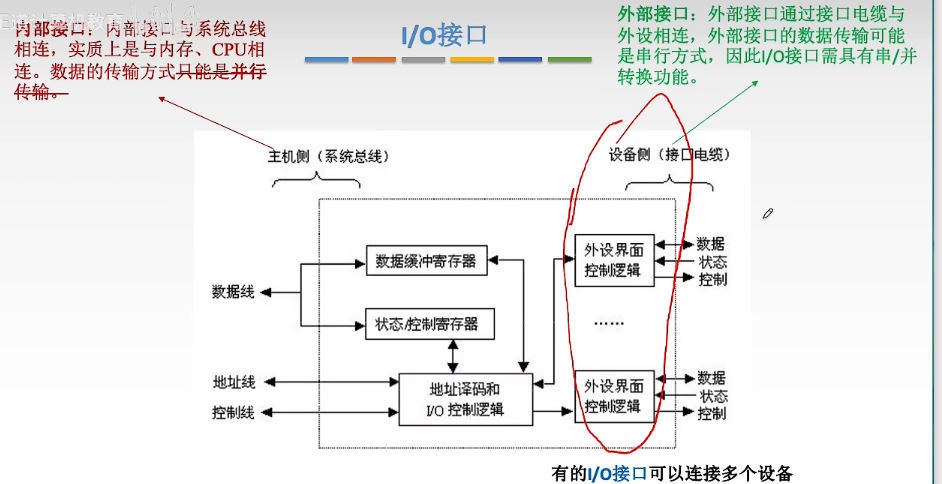 I/O接口
内部接口：内部接口与系统总线
相连，实质上是与内存、CPU相
连。数据的传输方式只能是并行
传输。
外部接口：外部接口通过接口电缆与
外设相连，外部接口的数据传输可能
是串行方式，因此I/O接口需具有串/并
转换功能。
主机侧（系统总线）
设备侧（接口电缆）
数据缓冲寄存器
外设界面
控制逻辑
数据
状态
控制
数据线
状态/控制寄存器
……
地址线
控制线
地址译码和
I/O 控制逻辑
外设界面
控制逻辑
数据
状态
控制
有的I/O接口可以连接多个设备